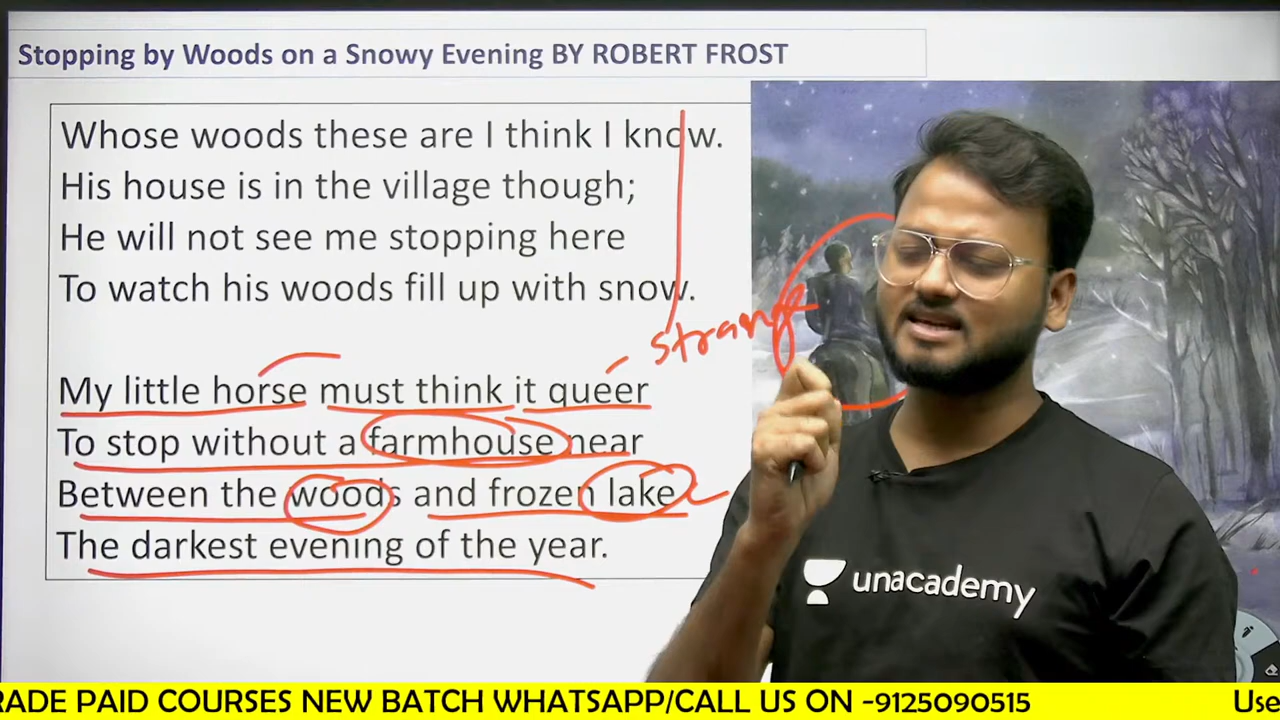 Stopping by Woods on a Snowy Evening BY ROBERT FROST
Whose woods these are I think I know.
His house is in the village though;
He will not see me stopping here
To watch his woods fill up with snow.
strange
My little horse must think it queer
To stop without a farmhouse near
Between the woods and frozen lake
The darkest evening of the year.
unacademy
RADE PAID COURSES NEW BATCH WHATSAPP/CALL US ON -9125090515 Use